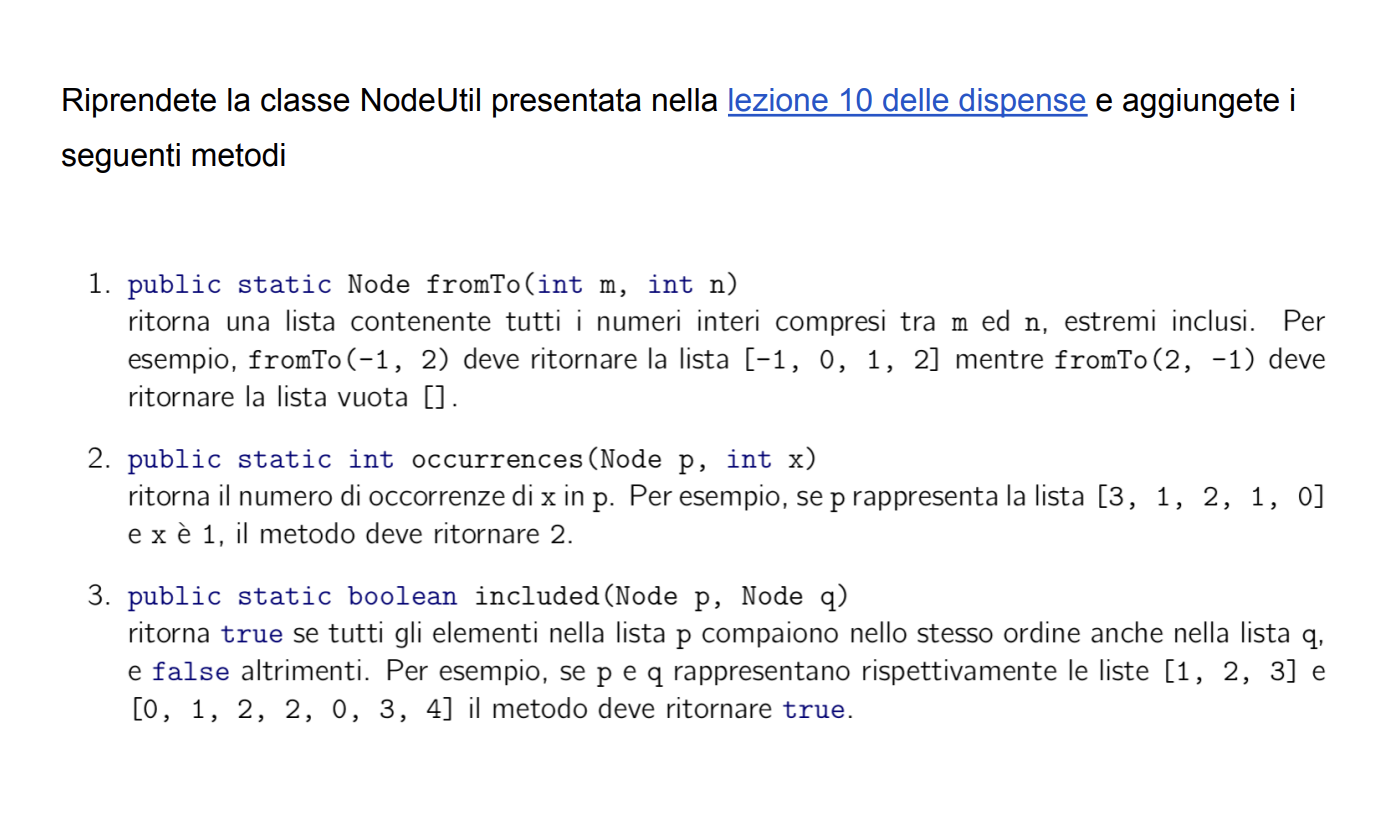 Riprendete la classe NodeUtil presentata nella lezione 10 delle dispense e aggiungete i
seguenti metodi
1. public static Node fromTo(int m, int n)
ritorna una lista contenente tutti i numeri interi compresi tra m ed n, estremi inclusi. Per
esempio, fromTo(-1, 2) deve ritornare la lista [-1, 0, 1, 2] mentre fromTo(2, -1) deve
ritornare la lista vuota [].
2. public static int occurrences(Node p, int x)
ritorna il numero di occorrenze di x in p. Per esempio, se p rappresenta la lista [3, 1, 2, 1, 0]
e x è 1, il metodo deve ritornare 2.
3. public static boolean included(Node p, Node q)
ritorna true se tutti gli elementi nella lista p compaiono nello stesso ordine anche nella lista q,
e false altrimenti. Per esempio, se p e q rappresentano rispettivamente le liste [1, 2, 3] e
[0, 1, 2, 2, 0, 3, 4] il metodo deve ritornare true.